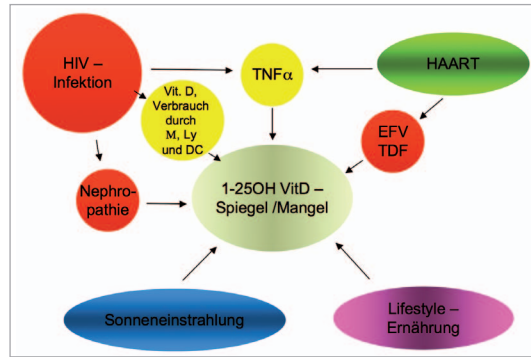 HIV –
Infektion
TNFα
HAART
Vit. D,
Verbrauch
durch
M, Ly
und DC
EFV
TDF
Nephro-
pathie
1-25OH VitD –
Spiegel /Mangel
Sonneneinstrahlung
Lifestyle –
Ernährung